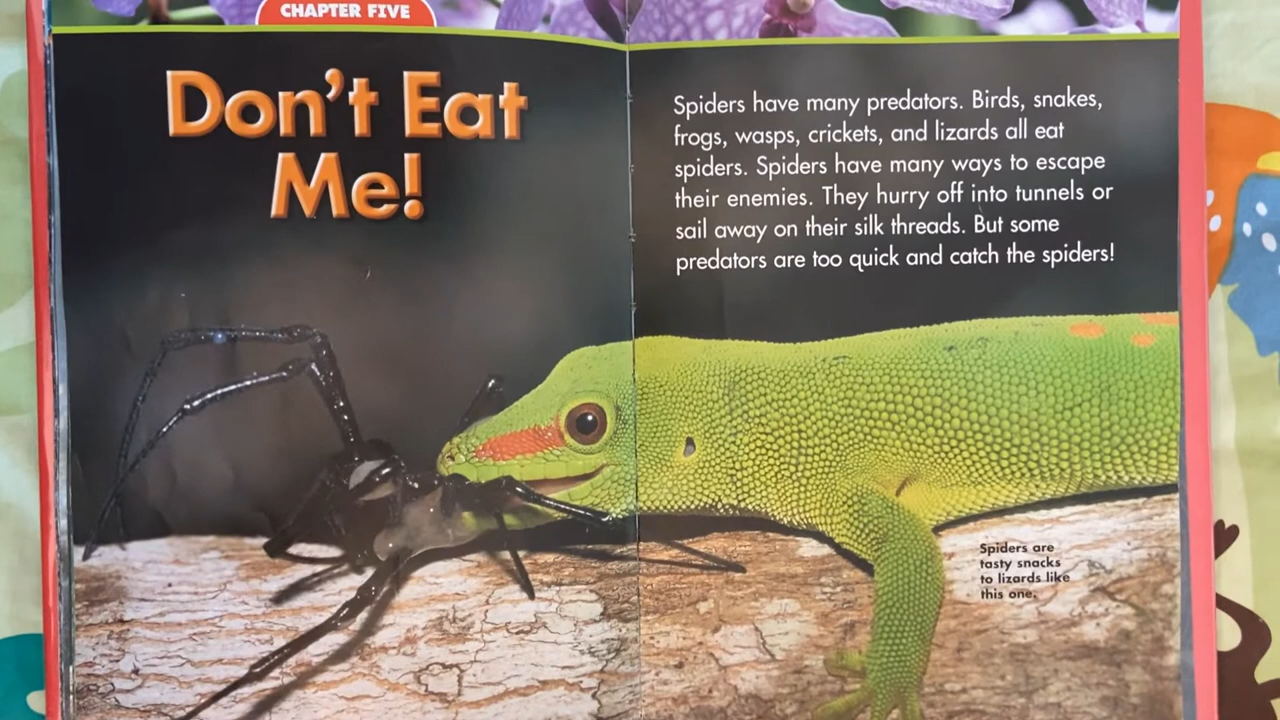 CHAPTER FIVE
Don't Eat
Me!
Spiders have many predators. Birds, snakes,
frogs, wasps, crickets, and lizards all eat
spiders. Spiders have many ways to escape
their enemies. They hurry off into tunnels or
sail away on their silk threads. But some
predators are too quick and catch the spiders!
Spiders are
tasty snacks
to lizards like
this one.